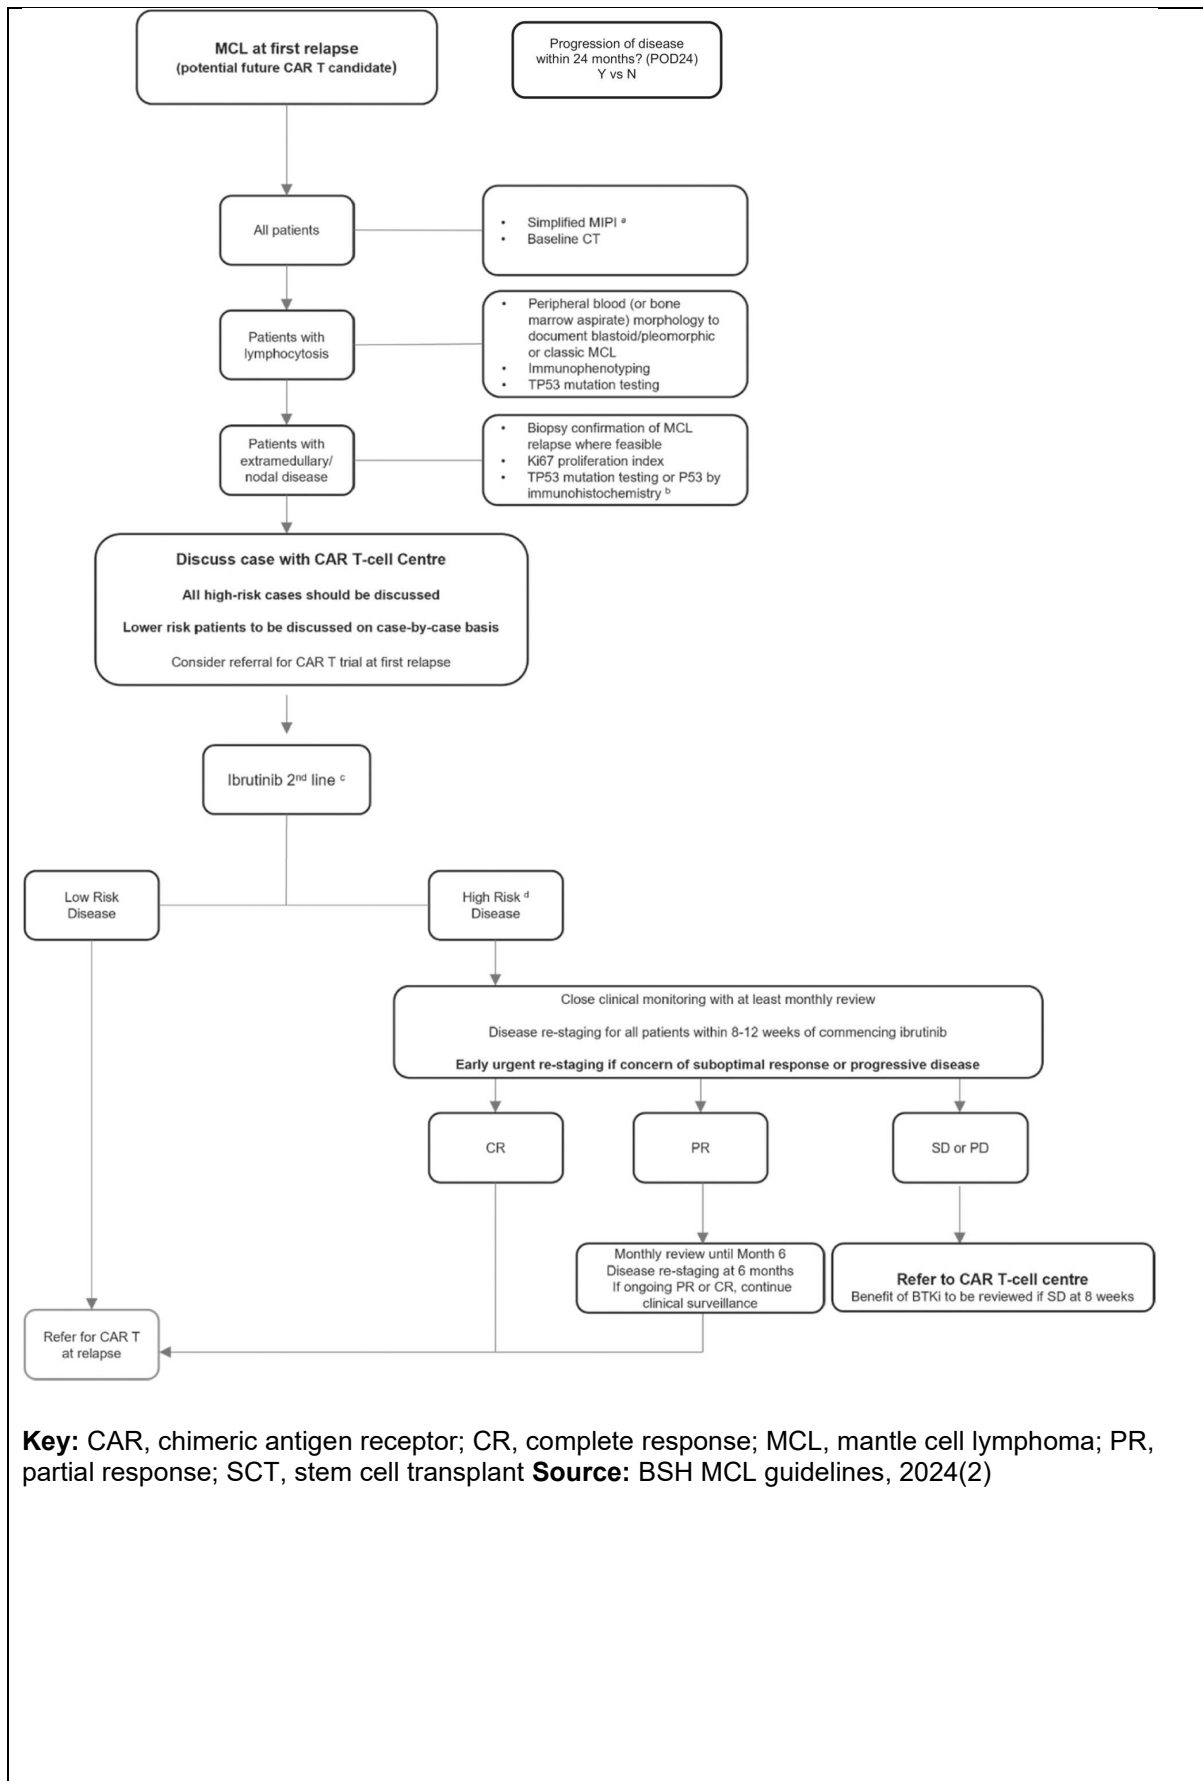 MCL at first relapse
(potential future CAR T candidate)
Progression of disease
within 24 months? (POD24)
Y vs N
All patients
• Simplified MIPI ᵃ
• Baseline CT
Patients with
lymphocytosis
• Peripheral blood (or bone
marrow aspirate) morphology to
document blastoid/pleomorphic
or classic MCL
• Immunophenotyping
• TP53 mutation testing
Patients with
extramedullary/
nodal disease
• Biopsy confirmation of MCL
relapse where feasible
• Ki67 proliferation index
• TP53 mutation testing or P53 by
immunohistochemistry ᵇ
Discuss case with CAR T-cell Centre
All high-risk cases should be discussed
Lower risk patients to be discussed on case-by-case basis
Consider referral for CAR T trial at first relapse
Ibrutinib 2ⁿᵈ line ᶜ
Low Risk
Disease
High Risk ᵈ
Disease
Close clinical monitoring with at least monthly review
Disease re-staging for all patients within 8-12 weeks of commencing ibrutinib
Early urgent re-staging if concern of suboptimal response or progressive disease
CR
PR
SD or PD
Monthly review until Month 6
Disease re-staging at 6 months
If ongoing PR or CR, continue
clinical surveillance
Refer to CAR T-cell centre
Benefit of BTKi to be reviewed if SD at 8 weeks
Refer for CAR T
at relapse
Key: CAR, chimeric antigen receptor; CR, complete response; MCL, mantle cell lymphoma; PR,
partial response; SCT, stem cell transplant Source: BSH MCL guidelines, 2024(2)